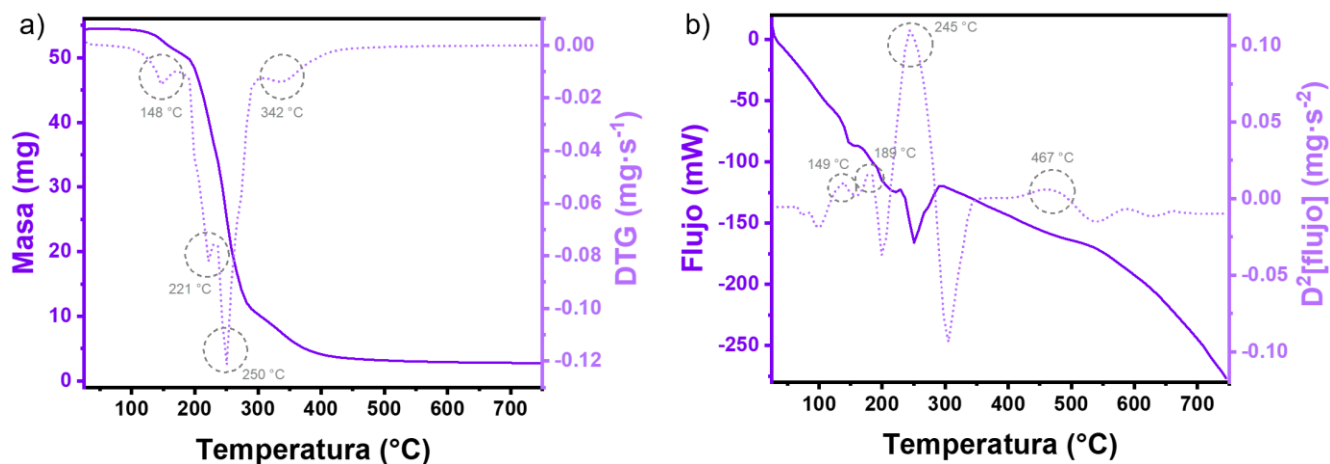 a)
Masa (mg)
50
40
30
20
10
0
100 200 300 400 500 600 700
Temperatura (°C)
0.00
-0.02
-0.04
-0.06
-0.08
-0.10
-0.12
DTG (mg·s⁻¹)
148 °C
342 °C
221 °C
250 °C
b)
Flujo (mW)
0
-50
-100
-150
-200
-250
100 200 300 400 500 600 700
Temperatura (°C)
0.10
0.05
0.00
-0.05
-0.10
D²[flujo] (mg·s⁻²)
245 °C
149 °C
189 °C
467 °C